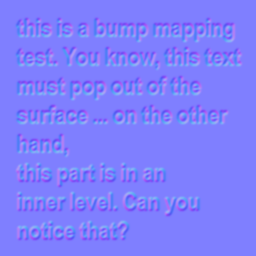 this is a bump mapping
test. You know, this text
must pop out of the
surface ... on the other
hand,
this part is in an
inner level. Can you
notice that?